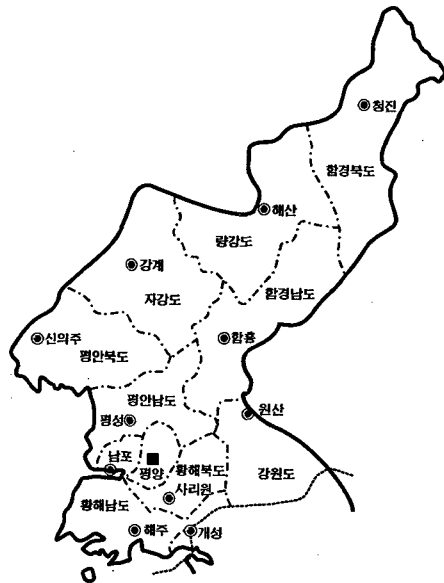 청진
함경북도
해산
량강도
강계
자강도
함경남도
신의주
함흥
평안북도
평안남도
원산
평성
남포
평양
황해북도
강원도
사리원
황해남도
해주
개성